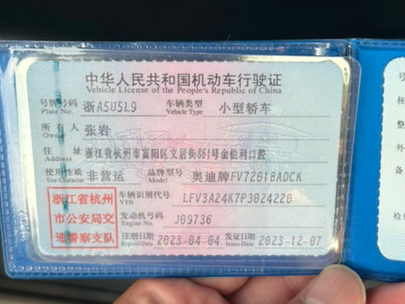 中华人民共和国机动车行驶证
Vehicle License of the People's Republic of China
号牌号码 浙A5U5L9 车辆类型 小型轿车
Plate No. Vehicle Type
所有人 张岩
Owner
住址 浙江省杭州市富阳区文居街851号金伯利口腔
Address
使用性质 非营运 品牌型号 奥迪牌FV7201BADCK
Use Character Model
浙江省杭州
市公安局交
通警察支队
车辆识别代号 LFV3A24K7P3024226
VIN
发动机号码 J09736
Engine No.
注册日期 2023-04-04 发证日期 2023-12-07
Register Date Issue Date